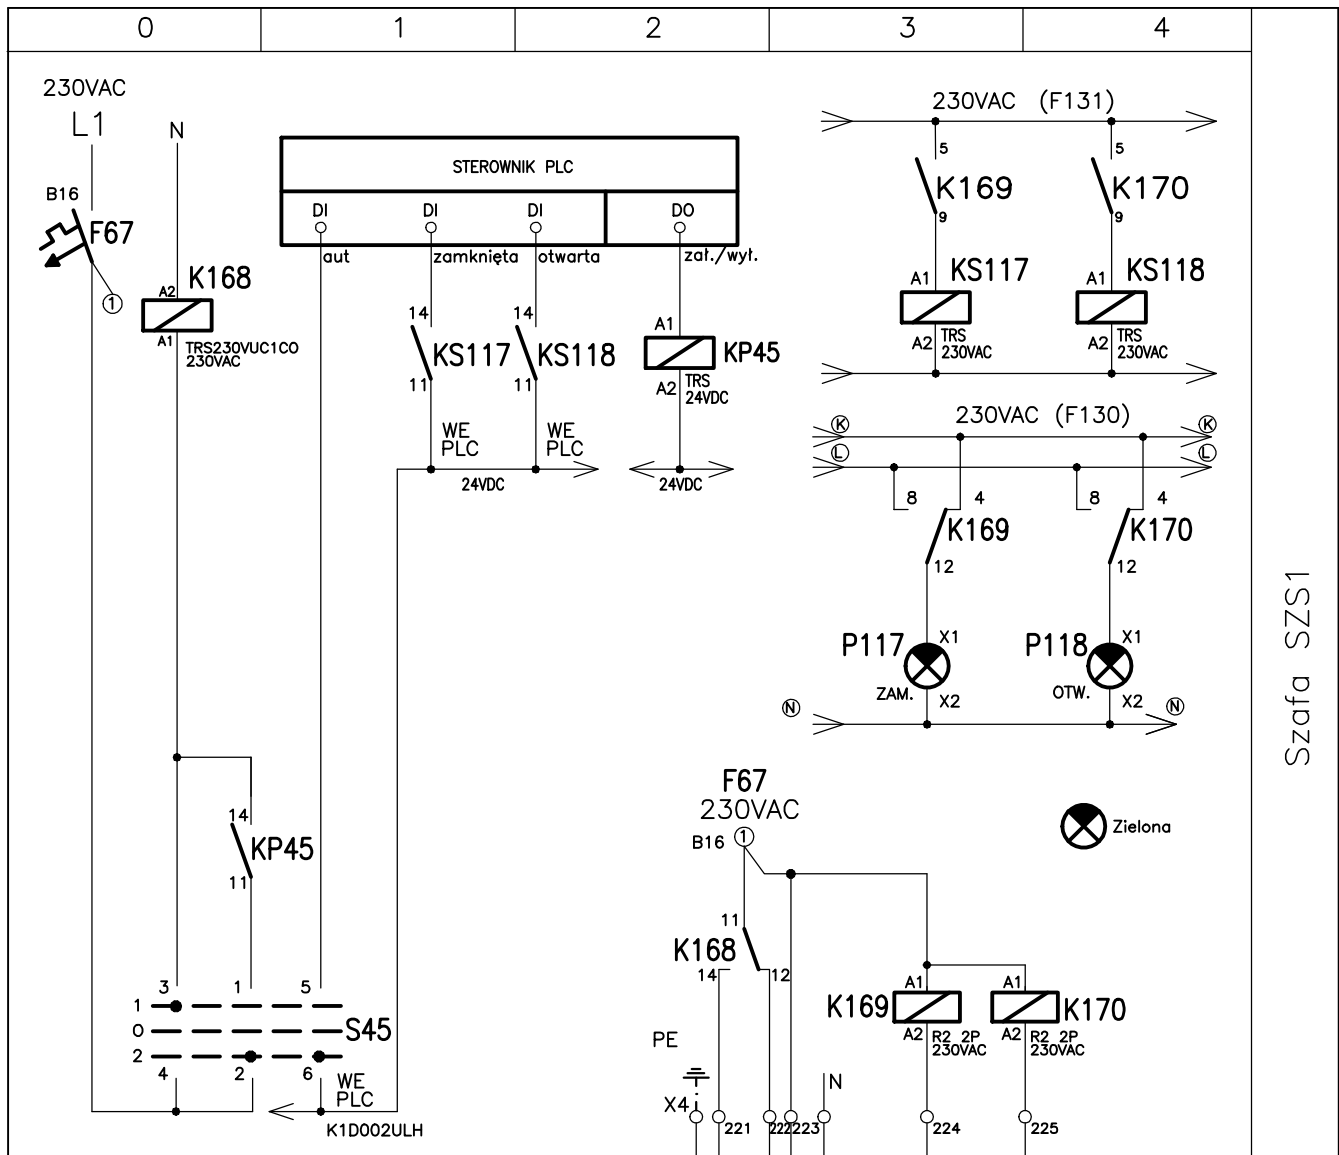 0 1 2 3 4
230VAC
L1
N
B16
F67
1
A2
K168
A1
TRS230VUC1CO
230VAC
STEROWNIK PLC
DI DI DI DO
aut zamknięta otwarta zał./wył.
14 14
KS117 KS118
11 11
WE
PLC
WE
PLC
24VDC
A1
KP45
A2
TRS
24VDC
24VDC
230VAC (F131)
5 5
K169 K170
9 9
A1 KS117 A1 KS118
A2 TRS
230VAC
A2 TRS
230VAC
230VAC (F130)
K K
L L
8 4 8 4
K169 K170
12 12
P117 X1 P118 X1
ZAM. X2 OTW. X2
N N
Zielona
Szafa SZS1
14
KP45
11
3 1 5
1
0 S45
2
4 2 6
WE
PLC
K1D002ULH
F67
230VAC
B16 1
11
K168
14 12
A1 A1
K169 K170
A2 R2 2P
230VAC
A2 R2 2P
230VAC
PE
N
X4
221 222 223 224 225